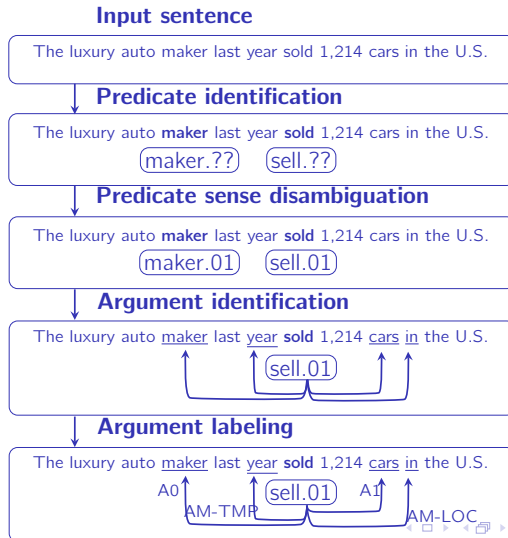 Input sentence
The luxury auto maker last year sold 1,214 cars in the U.S.
Predicate identification
The luxury auto maker last year sold 1,214 cars in the U.S.
maker.?? sell.??
Predicate sense disambiguation
The luxury auto maker last year sold 1,214 cars in the U.S.
maker.01 sell.01
Argument identification
The luxury auto maker last year sold 1,214 cars in the U.S.
sell.01
Argument labeling
The luxury auto maker last year sold 1,214 cars in the U.S.
A0 sell.01 A1
AM-TMP AM-LOC